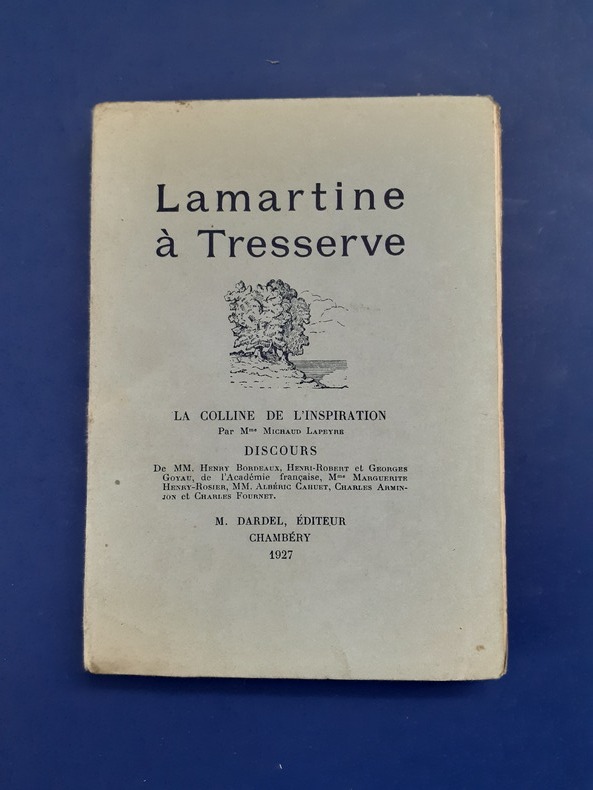 Lamartine
à Tresserve
LA COLLINE DE L'INSPIRATION
Par Mme MICHAUD LAPEYRE
DISCOURS
De MM. HENRY BORDEAUX, HENRI-ROBERT et GEORGES
GOYAU, de l'Académie française, Mme MARGUERITE
HENRY-ROSIER, MM. ALBÉRIC CAHUET, CHARLES ARMIN-
JON et CHARLES FOURNET.
M. DARDEL, ÉDITEUR
CHAMBÉRY
1927